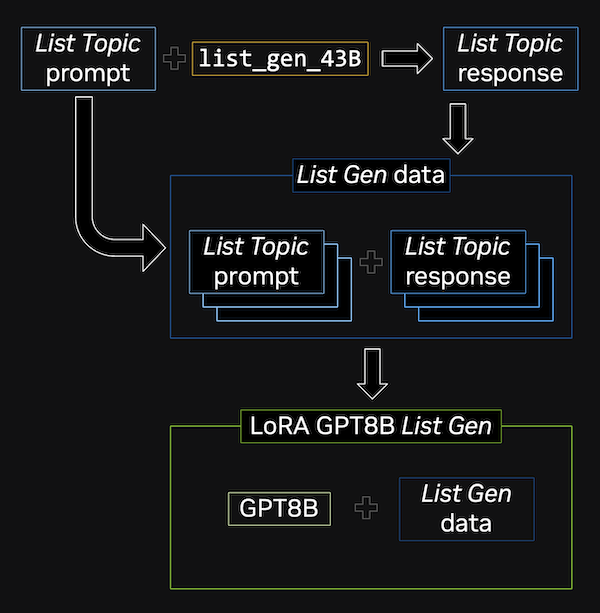 List Topic
prompt
list_gen_43B
List Topic
response
List Gen data
List Topic
prompt
List Topic
response
LoRA GPT8B List Gen
GPT8B
List Gen
data